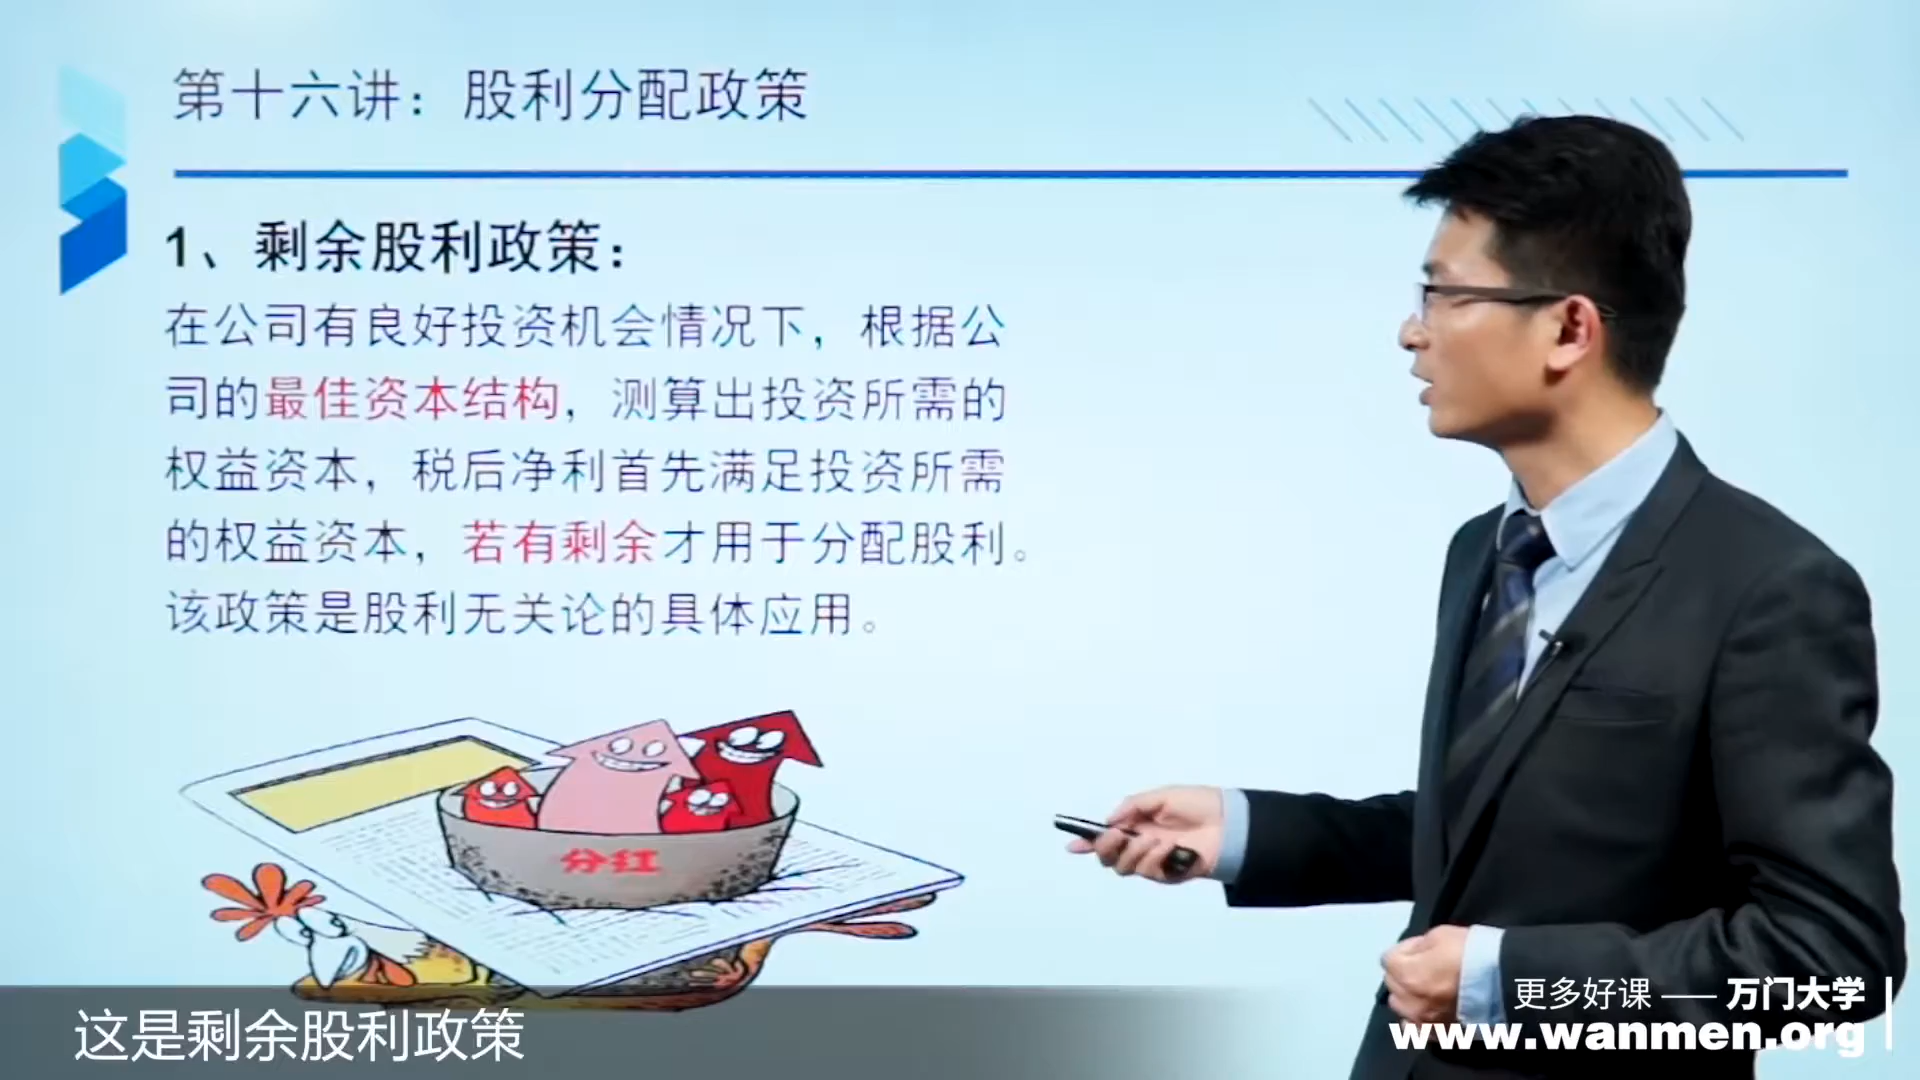 第十六讲：股利分配政策
1、剩余股利政策：
在公司有良好投资机会情况下，根据公
司的最佳资本结构，测算出投资所需的
权益资本，税后净利首先满足投资所需
的权益资本，若有剩余才用于分配股利。
该政策是股利无关论的具体应用。
分红
这是剩余股利政策
更多好课 —— 万门大学
www.wanmen.org